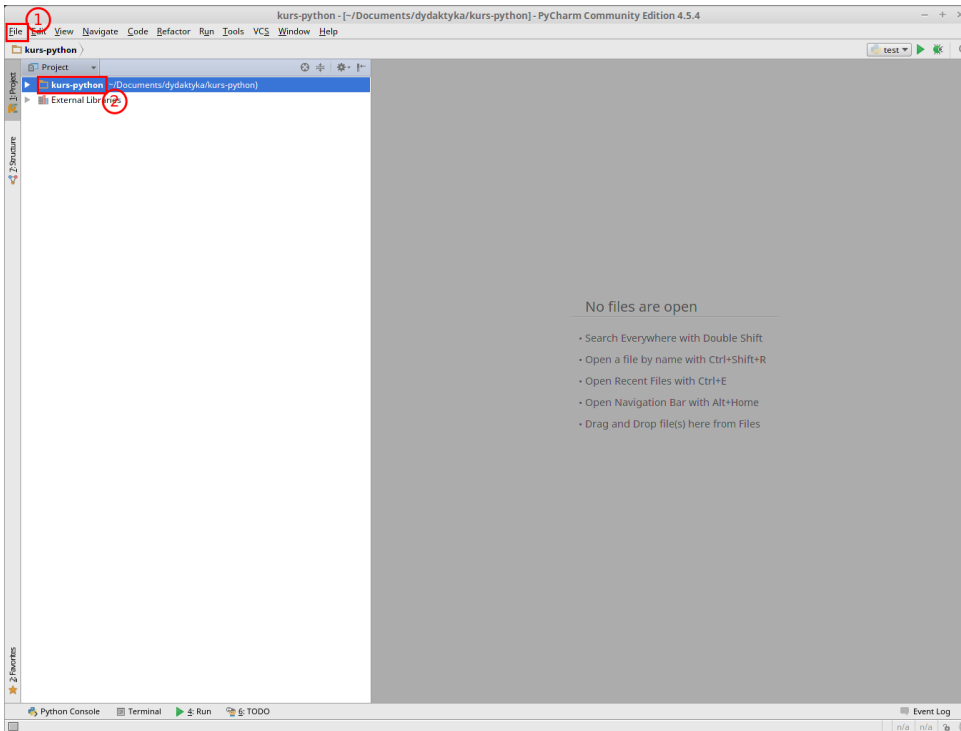 kurs-python - [~/Documents/dydaktyka/kurs-python] - PyCharm Community Edition 4.5.4
1
File Edit View Navigate Code Refactor Run Tools VCS Window Help
kurs-python
test
Project
1: Project
kurs-python (~/Documents/dydaktyka/kurs-python)
External Libraries
2
7: Structure
No files are open
• Search Everywhere with Double Shift
• Open a file by name with Ctrl+Shift+R
• Open Recent Files with Ctrl+E
• Open Navigation Bar with Alt+Home
• Drag and Drop file(s) here from Files
2: Favorites
Python Console Terminal 4: Run 6: TODO Event Log
n/a n/a